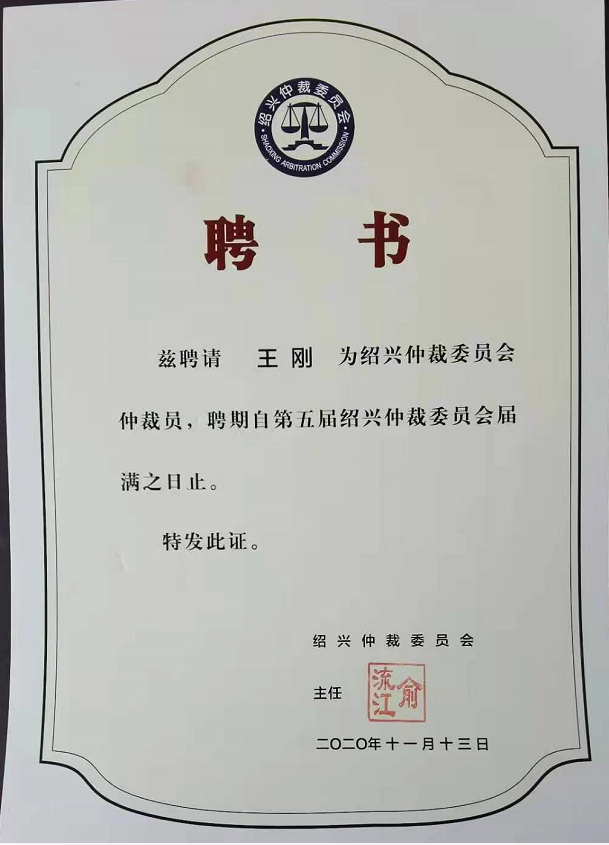 绍兴仲裁委员会
·SHAOXING ARBITRATION COMMISSION·
聘书
兹聘请 王刚 为绍兴仲裁委员会
仲裁员，聘期自第五届绍兴仲裁委员会届
满之日止。
特发此证。
绍兴仲裁委员会
主任 俞流江
二〇二〇年十一月十三日